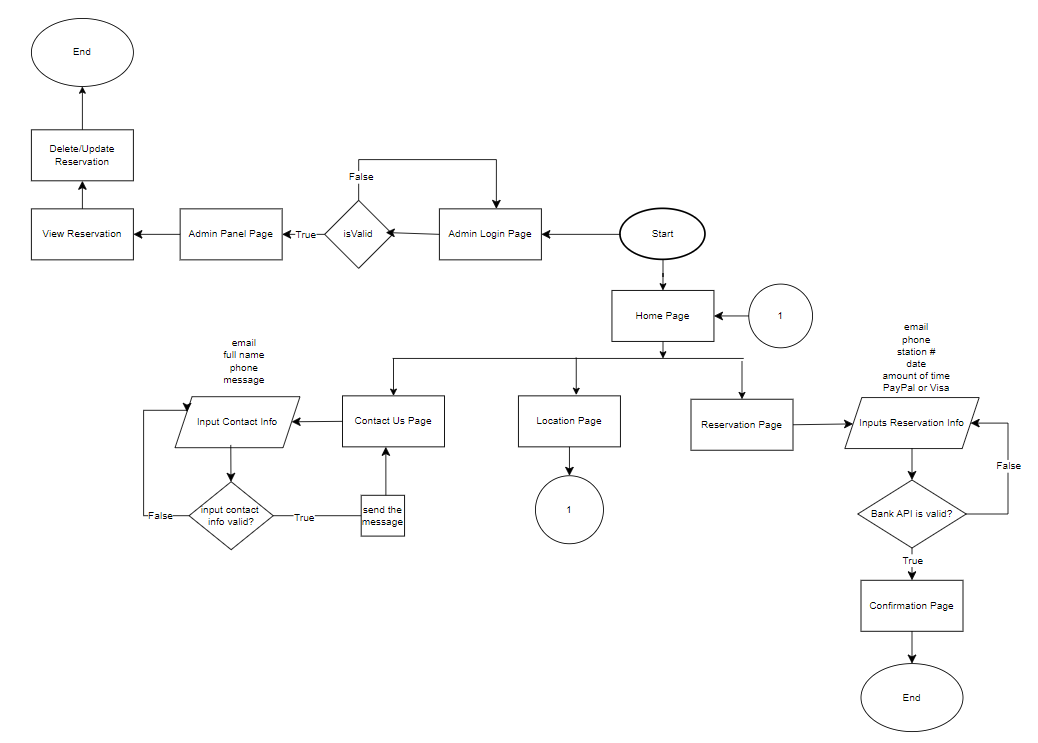 End
Delete/Update
Reservation
False
View Reservation
Admin Panel Page
True
isValid
Admin Login Page
Start
Home Page
1
email
full name
phone
message
email
phone
station #
date
amount of time
PayPal or Visa
Input Contact Info
Contact Us Page
Location Page
Reservation Page
Inputs Reservation Info
False
False
input contact
info valid?
True
send the
message
1
Bank API is valid?
True
Confirmation Page
End